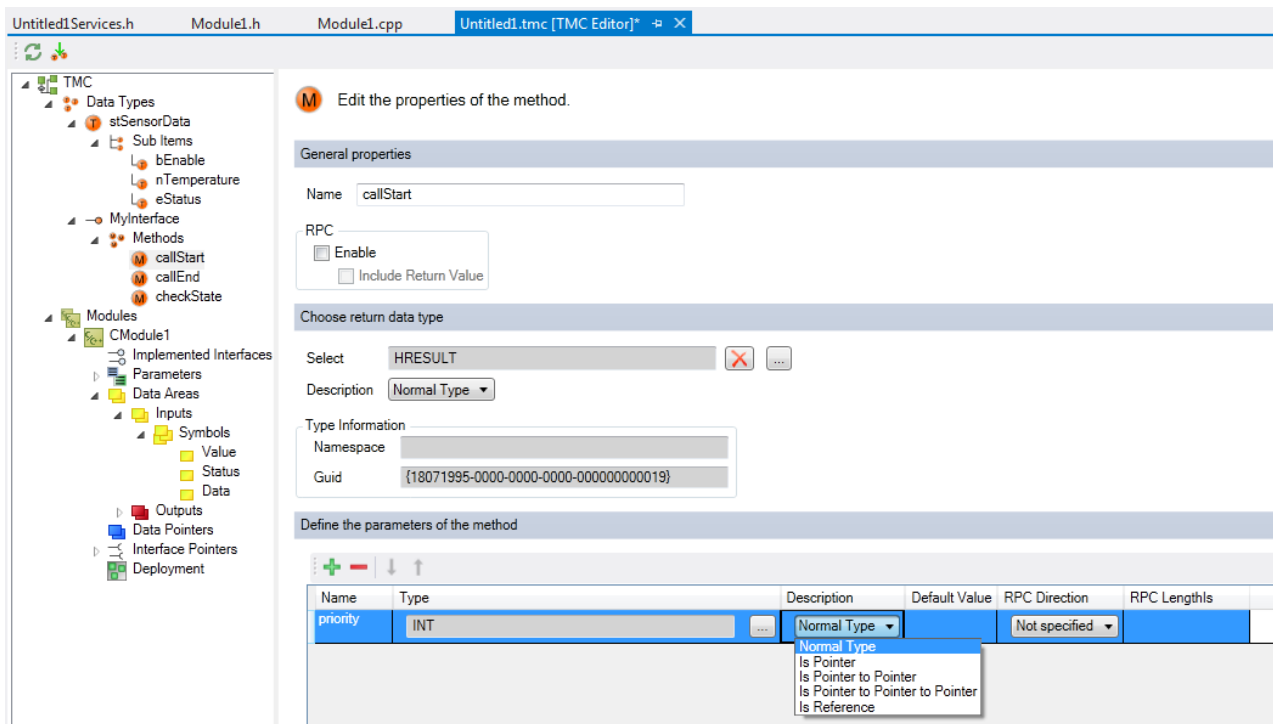 Untitled1Services.h Module1.h Module1.cpp Untitled1.tmc [TMC Editor]*
TMC
Data Types
stSensorData
Sub Items
bEnable
nTemperature
eStatus
MyInterface
Methods
callStart
callEnd
checkState
Modules
CModule1
Implemented Interfaces
Parameters
Data Areas
Inputs
Symbols
Value
Status
Data
Outputs
Data Pointers
Interface Pointers
Deployment
M Edit the properties of the method.
General properties
Name callStart
RPC
Enable
Include Return Value
Choose return data type
Select HRESULT ...
Description Normal Type
Type Information
Namespace
Guid {18071995-0000-0000-0000-000000000019}
Define the parameters of the method
Name Type Description Default Value RPC Direction RPC LengthIs
priority INT ... Normal Type Not specified
Normal Type
Is Pointer
Is Pointer to Pointer
Is Pointer to Pointer to Pointer
Is Reference